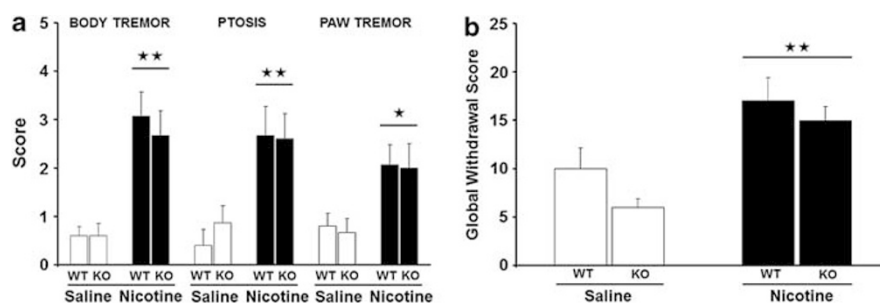 a
BODY TREMOR PTOSIS PAW TREMOR
★★ ★★ ★
Score
5
4
3
2
1
0
WT KO WT KO WT KO WT KO WT KO WT KO
Saline Nicotine Saline Nicotine Saline Nicotine
b
★★
Global Withdrawal Score
25
20
15
10
5
0
WT KO WT KO
Saline Nicotine